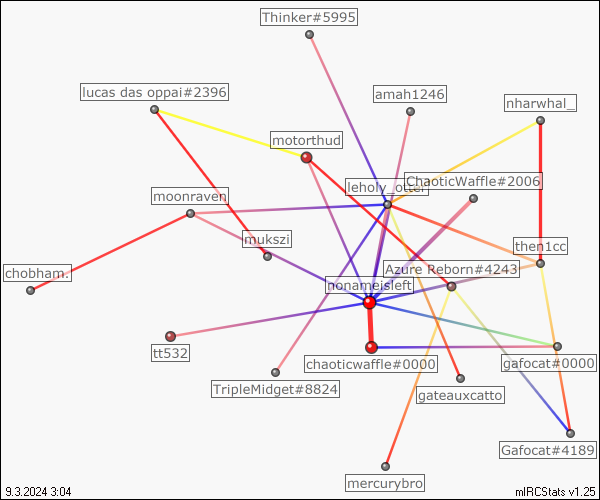 Thinker#5995
lucas das oppai#2396
amah1246
nharwhal_
motorthud
ChaoticWaffle#2006
leholy_otter
moonraven
mukszi
then1cc
chobham.
Azure Reborn#4243
nonameisleft
tt532
chaoticwaffle#0000
gafocat#0000
TripleMidget#8824
gateauxcatto
Gafocat#4189
mercurybro
9.3.2024 3:04
mIRCStats v1.25